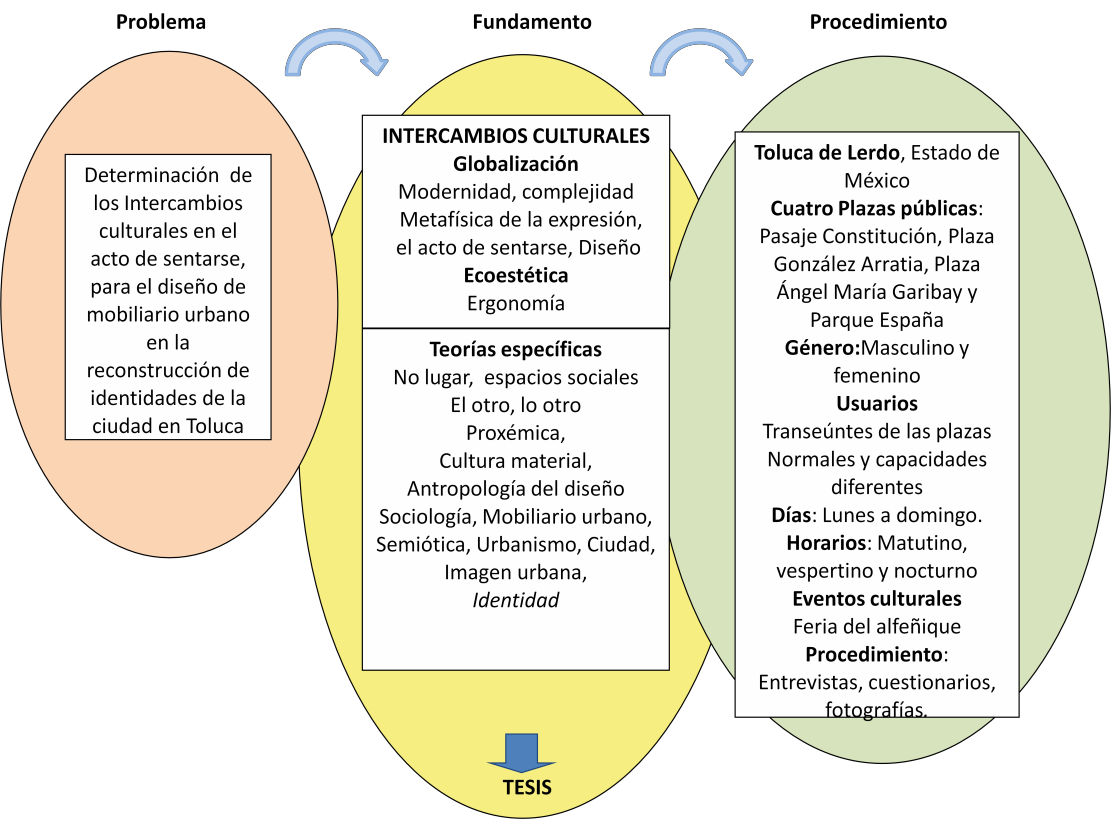 Problema
Fundamento
Procedimiento
Determinación de
los Intercambios
culturales en el
acto de sentarse,
para el diseño de
mobiliario urbano
en la
reconstrucción de
identidades de la
ciudad en Toluca
INTERCAMBIOS CULTURALES
Globalización
Modernidad, complejidad
Metafísica de la expresión,
el acto de sentarse, Diseño
Ecoestética
Ergonomía
Teorías específicas
No lugar, espacios sociales
El otro, lo otro
Proxémica,
Cultura material,
Antropología del diseño
Sociología, Mobiliario urbano,
Semiótica, Urbanismo, Ciudad,
Imagen urbana,
Identidad
TESIS
Toluca de Lerdo, Estado de
México
Cuatro Plazas públicas:
Pasaje Constitución, Plaza
González Arratia, Plaza
Ángel María Garibay y
Parque España
Género:Masculino y
femenino
Usuarios
Transeúntes de las plazas
Normales y capacidades
diferentes
Días: Lunes a domingo.
Horarios: Matutino,
vespertino y nocturno
Eventos culturales
Feria del alfeñique
Procedimiento:
Entrevistas, cuestionarios,
fotografías.